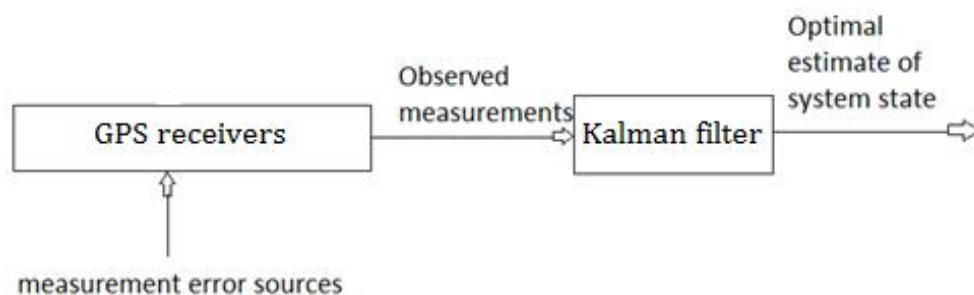 Optimal
estimate of
system state
Observed
measurements
GPS receivers
Kalman filter
measurement error sources